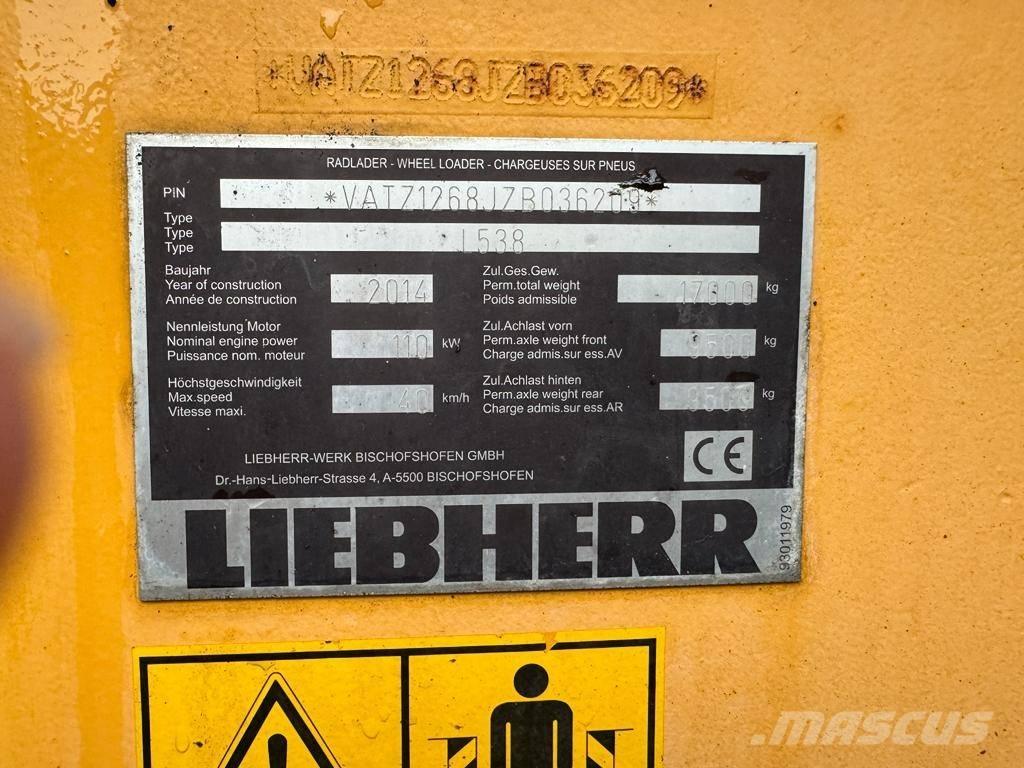 *VATZ1268JZB036209*
RADLADER - WHEEL LOADER - CHARGEUSES SUR PNEUS
PIN *VATZ1268JZB036209*
Type
Type L538
Type
Baujahr
Year of construction 2014
Année de construction
Zul.Ges.Gew.
Perm.total weight kg
Poids admissible
Nennleistung Motor
Nominal engine power 110 kW
Puissance nom. moteur
Zul.Achlast vorn
Perm.axle weight front kg
Charge admis.sur ess.AV
Höchstgeschwindigkeit
Max.speed 40 km/h
Vitesse maxi.
Zul.Achlast hinten
Perm.axle weight rear kg
Charge admis.sur ess.AR
CE
LIEBHERR-WERK BISCHOFSHOFEN GMBH
Dr.-Hans-Liebherr-Strasse 4, A-5500 BISCHOFSHOFEN
LIEBHERR
93011979
mascus